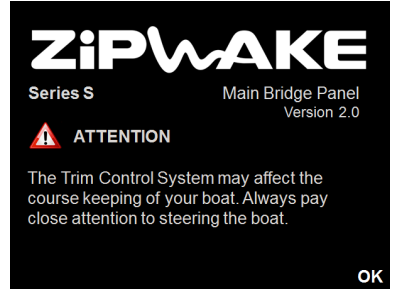 ZiPWAKE
Series S
Main Bridge Panel
Version 2.0
ATTENTION
The Trim Control System may affect the
course keeping of your boat. Always pay
close attention to steering the boat.
OK